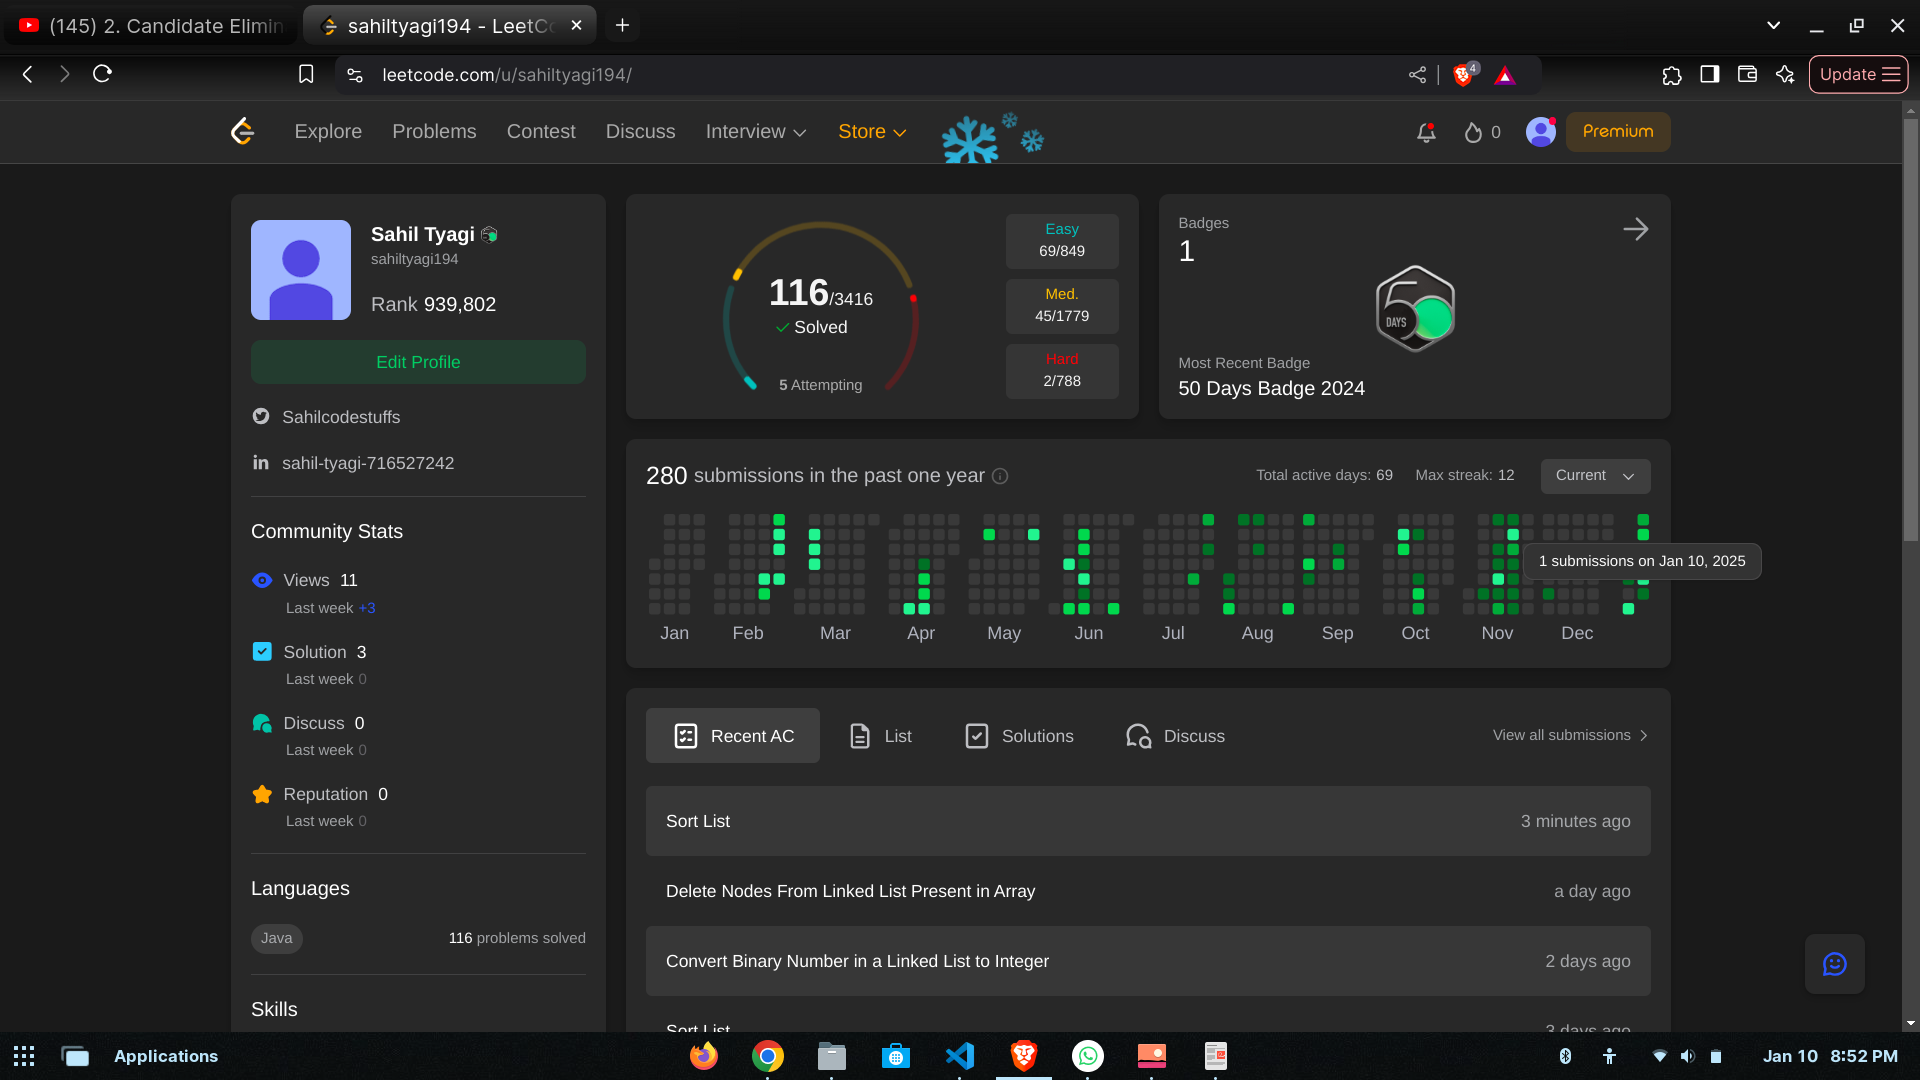 (145) 2. Candidate Elimin
sahiltyagi194 - LeetCo
leetcode.com/u/sahiltyagi194/
4
Update
Explore
Problems
Contest
Discuss
Interview
Store
0
Premium
Sahil Tyagi
sahiltyagi194
Rank 939,802
Edit Profile
Sahilcodestuffs
sahil-tyagi-716527242
Community Stats
Views 11
Last week +3
Solution 3
Last week 0
Discuss 0
Last week 0
Reputation 0
Last week 0
Languages
Java
116 problems solved
Skills
116/3416
Solved
5 Attempting
Easy
69/849
Med.
45/1779
Hard
2/788
Badges
1
50
DAYS
Most Recent Badge
50 Days Badge 2024
280 submissions in the past one year
Total active days: 69
Max streak: 12
Current
1 submissions on Jan 10, 2025
Jan
Feb
Mar
Apr
May
Jun
Jul
Aug
Sep
Oct
Nov
Dec
Recent AC
List
Solutions
Discuss
View all submissions
Sort List
3 minutes ago
Delete Nodes From Linked List Present in Array
a day ago
Convert Binary Number in a Linked List to Integer
2 days ago
Sort List
3 days ago
Applications
Jan 10 8:52 PM